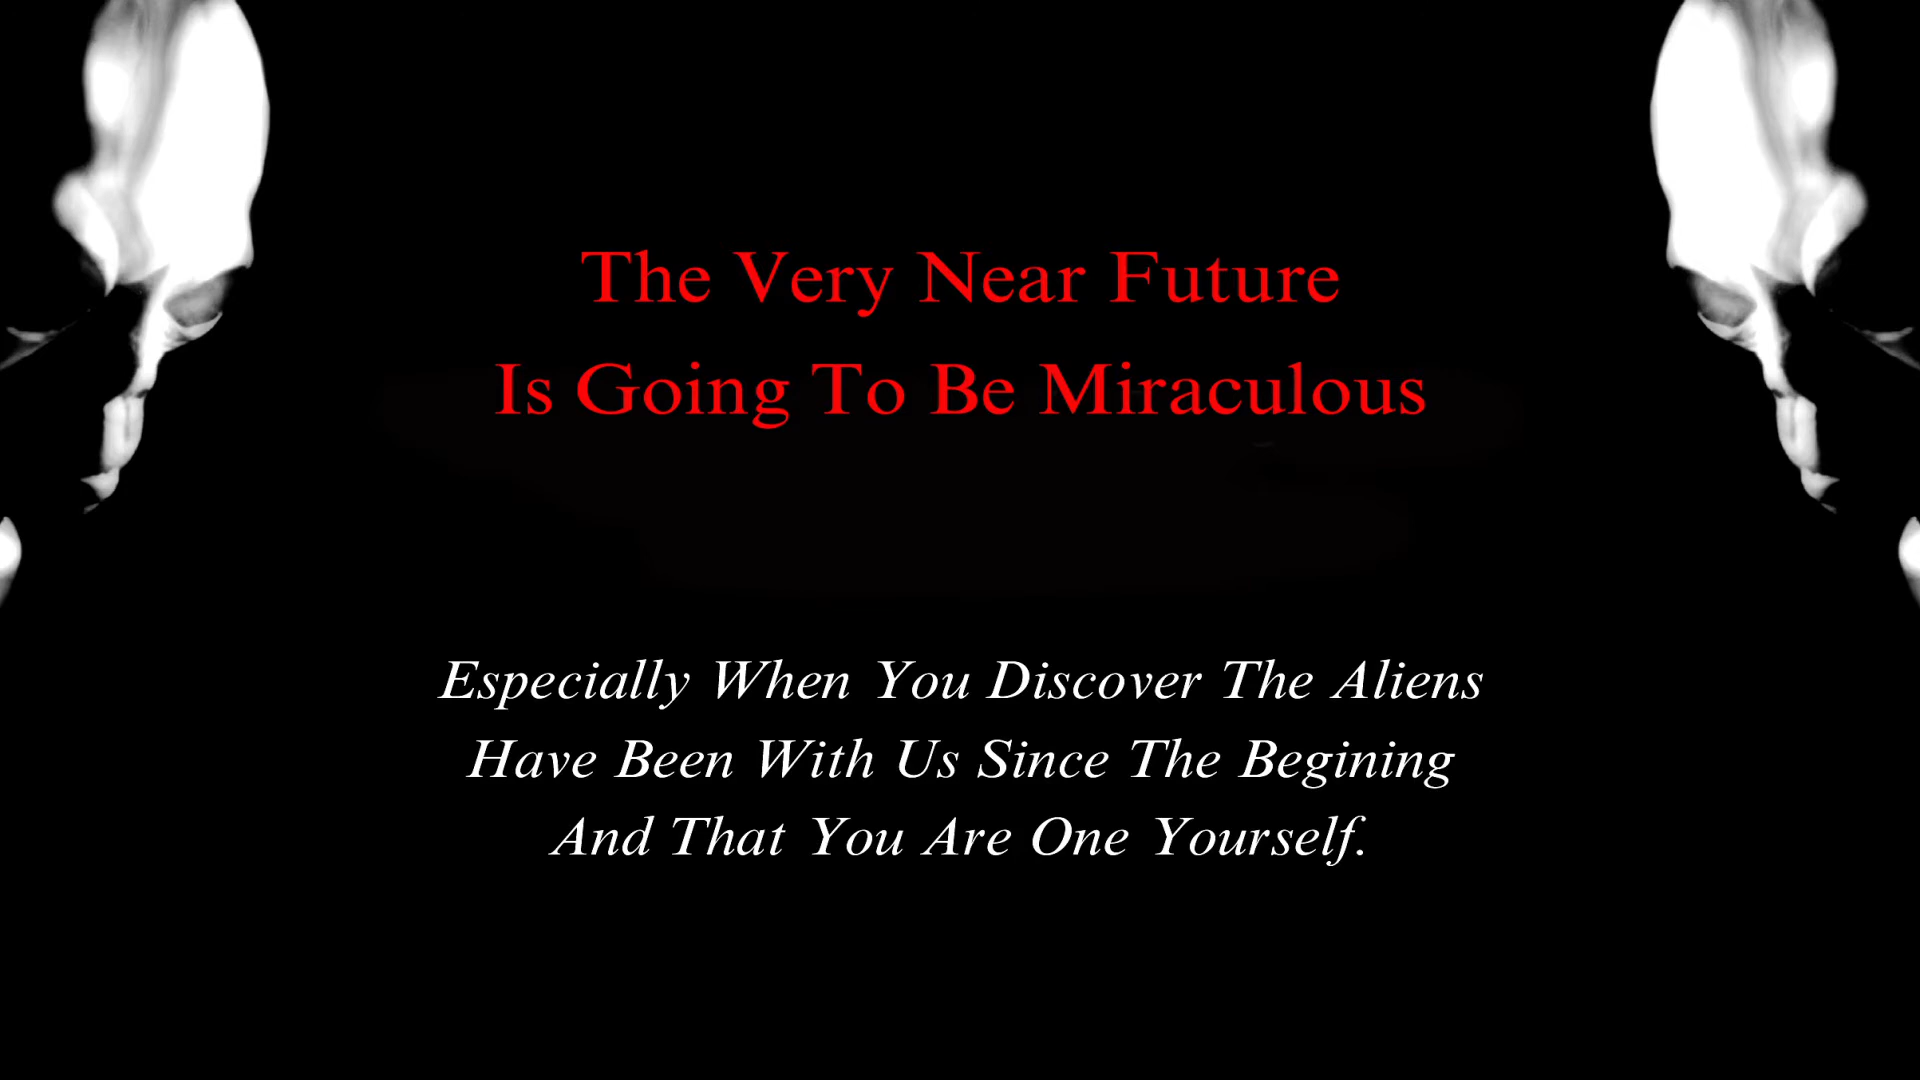 The Very Near Future
Is Going To Be Miraculous
Especially When You Discover The Aliens
Have Been With Us Since The Begining
And That You Are One Yourself.